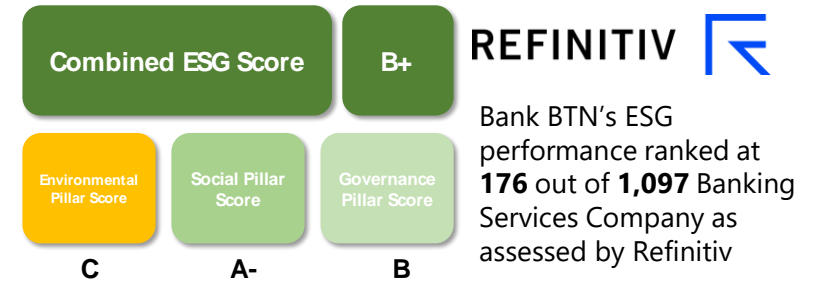 Combined ESG Score
B+
REFINITIV
Bank BTN's ESG
performance ranked at
176 out of 1,097 Banking
Services Company as
assessed by Refinitiv
Environmental
Pillar Score
Social Pillar
Score
Governance
Pillar Score
C
A-
B